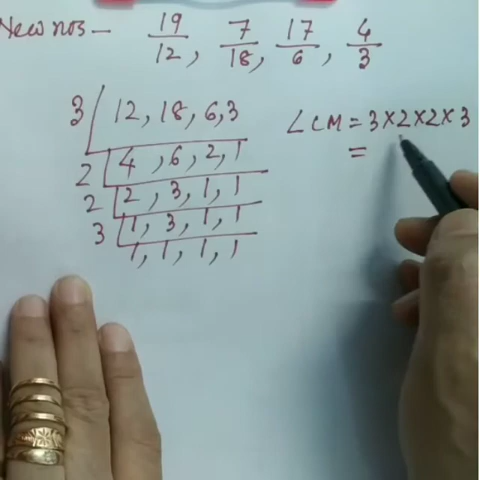 New nos - 19/12, 7/18, 17/6, 4/3
3 | 12, 18, 6, 3
LCM = 3×2×2×3
2 | 4, 6, 2, 1
=
2 | 2, 3, 1, 1
3 | 1, 3, 1, 1
1, 1, 1, 1